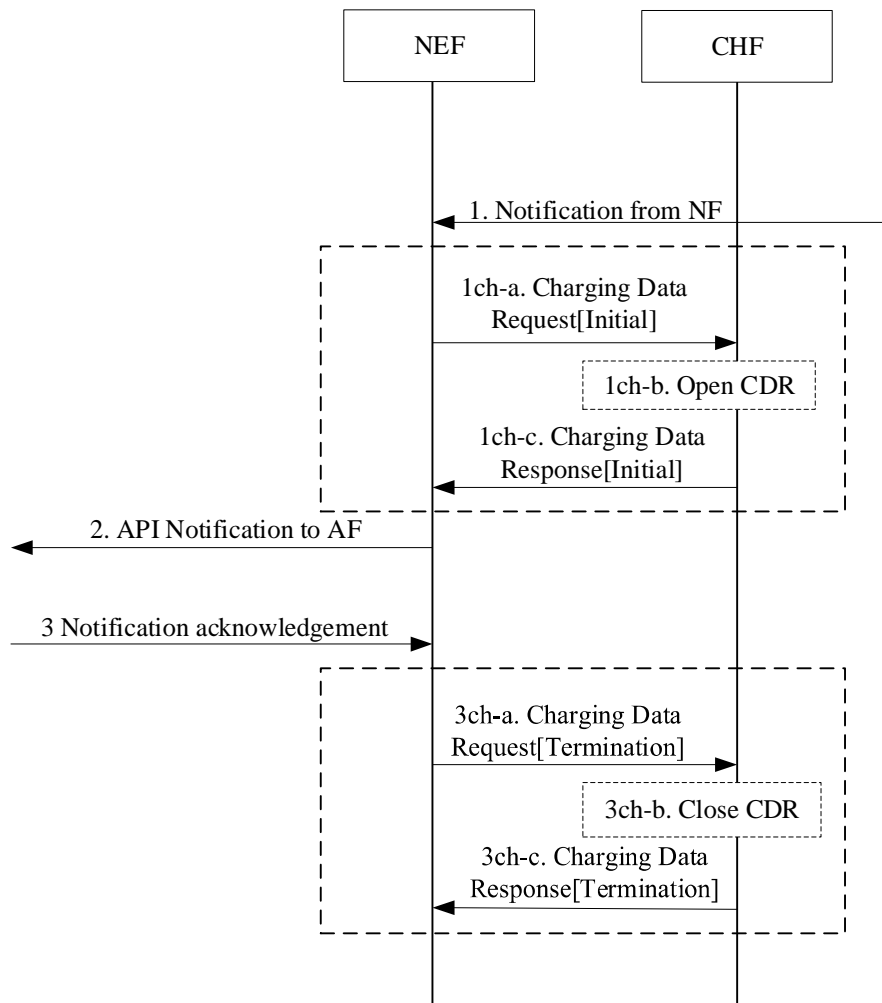 NEF
CHF
1. Notification from NF
1ch-a. Charging Data
Request[Initial]
1ch-b. Open CDR
1ch-c. Charging Data
Response[Initial]
2. API Notification to AF
3 Notification acknowledgement
3ch-a. Charging Data
Request[Termination]
3ch-b. Close CDR
3ch-c. Charging Data
Response[Termination]